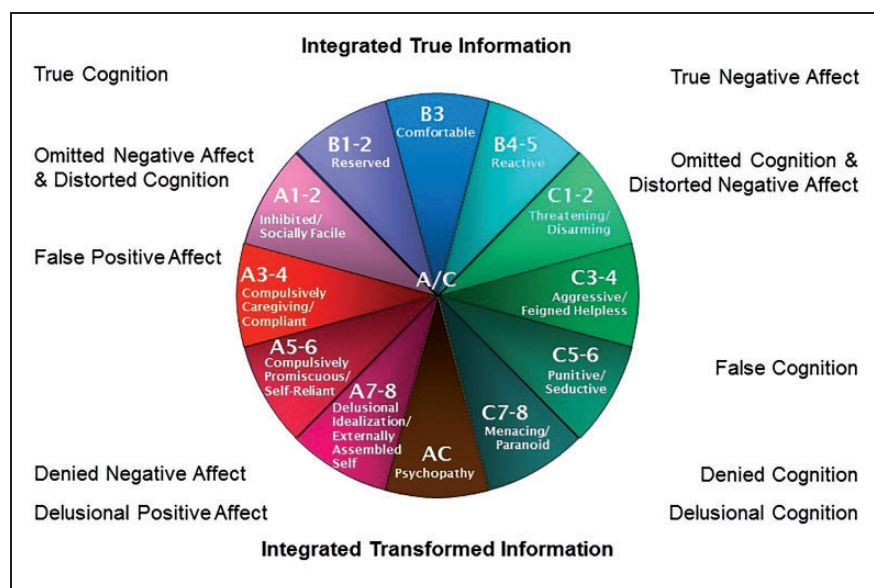 Integrated True Information
True Cognition
True Negative Affect
B3
Comfortable
B1-2
Reserved
B4-5
Reactive
Omitted Negative Affect
& Distorted Cognition
Omitted Cognition &
Distorted Negative Affect
A1-2
Inhibited/
Socially Facile
C1-2
Threatening/
Disarming
False Positive Affect
A3-4
Compulsively
Caregiving/
Compliant
A/C
C3-4
Aggressive/
Feigned Helpless
A5-6
Compulsively
Promiscuous/
Self-Reliant
C5-6
Punitive/
Seductive
False Cognition
A7-8
Delusional
Idealization/
Externally
Assembled
Self
AC
Psychopathy
C7-8
Menacing/
Paranoid
Denied Negative Affect
Denied Cognition
Delusional Positive Affect
Delusional Cognition
Integrated Transformed Information